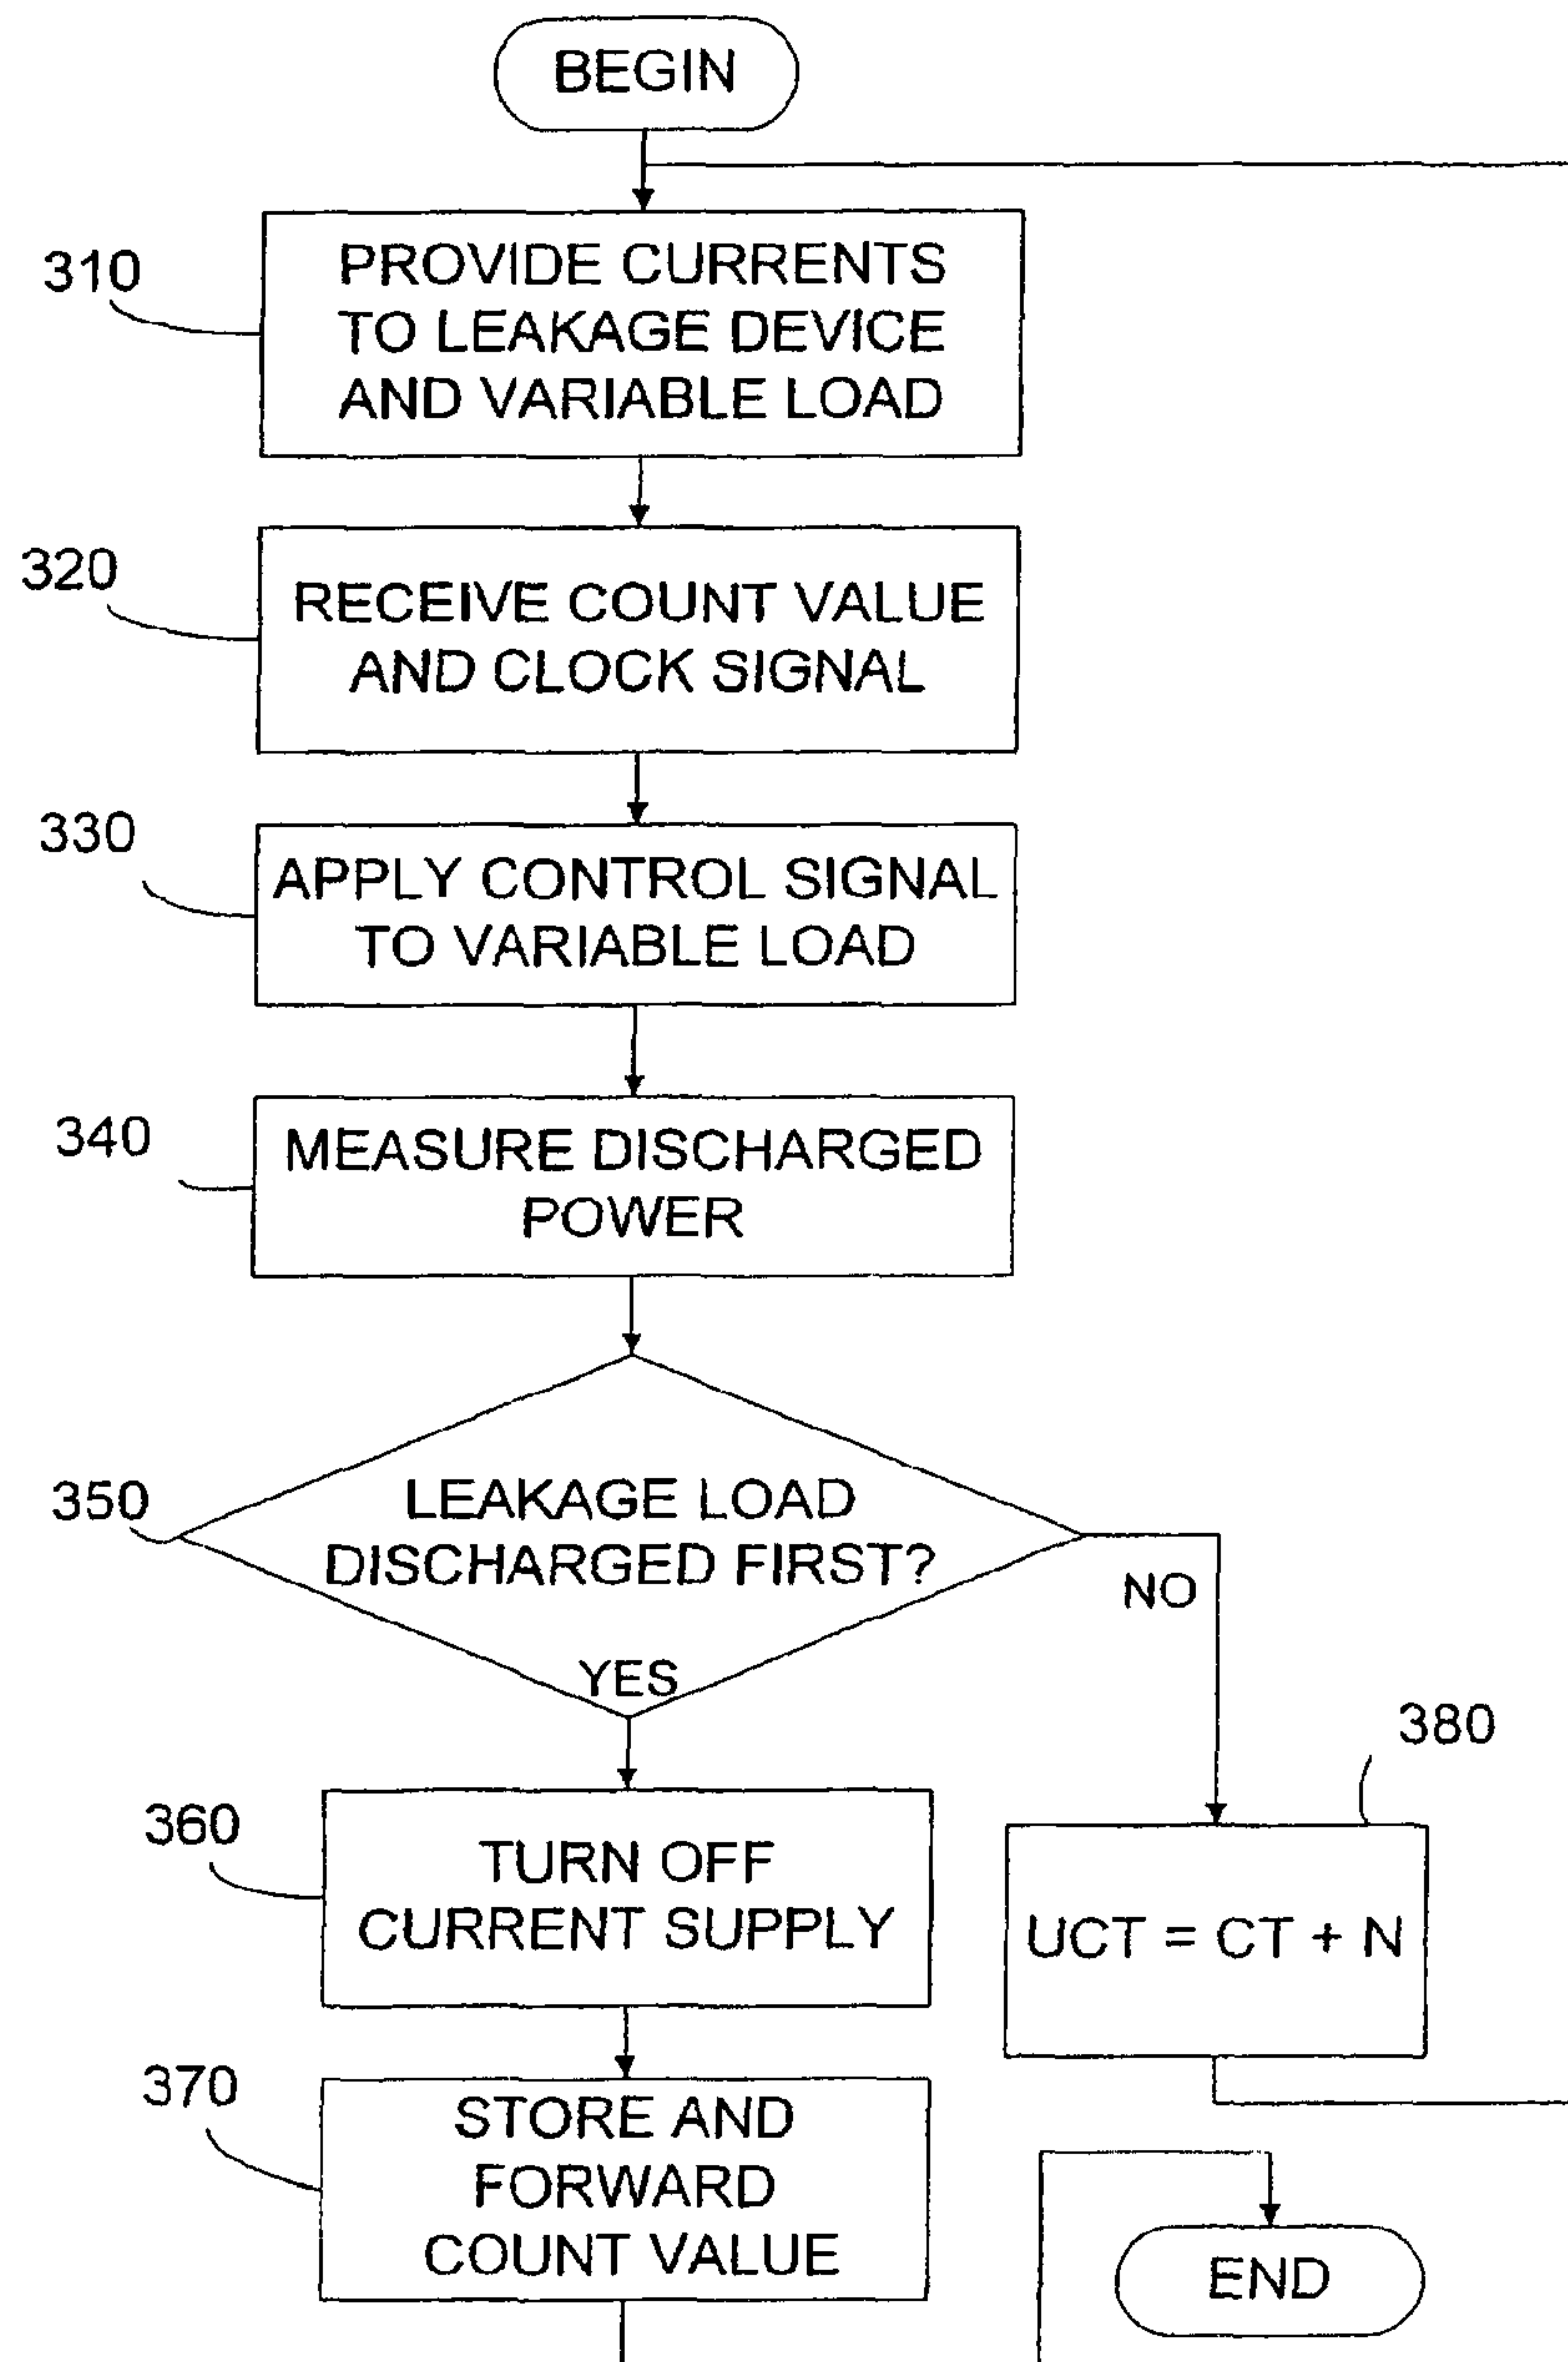 BEGIN
310
PROVIDE CURRENTS
TO LEAKAGE DEVICE
AND VARIABLE LOAD
320
RECEIVE COUNT VALUE
AND CLOCK SIGNAL
330
APPLY CONTROL SIGNAL
TO VARIABLE LOAD
340
MEASURE DISCHARGED
POWER
350
LEAKAGE LOAD
DISCHARGED FIRST?
NO
YES
380
360
TURN OFF
CURRENT SUPPLY
UCT = CT + N
370
STORE AND
FORWARD
COUNT VALUE
END